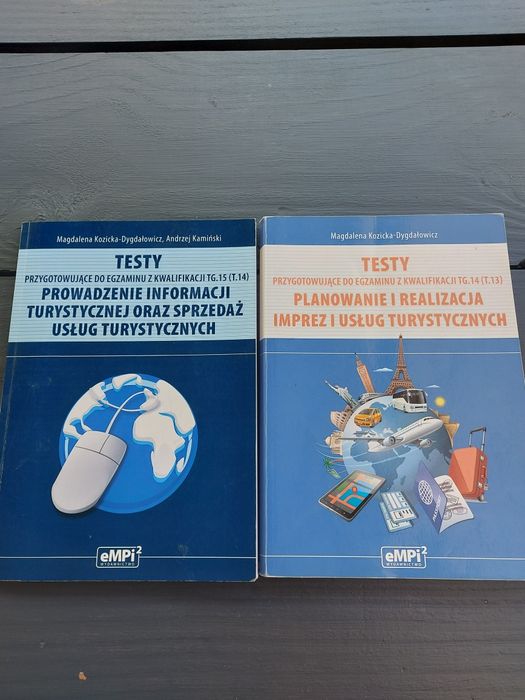 Magdalena Kozicka-Dygdałowicz, Andrzej Kamiński
TESTY
PRZYGOTOWUJĄCE DO EGZAMINU Z KWALIFIKACJI TG.15 (T.14)
PROWADZENIE INFORMACJI
TURYSTYCZNEJ ORAZ SPRZEDAŻ
USŁUG TURYSTYCZNYCH
eMPi²
WYDAWNICTWO
Magdalena Kozicka-Dygdałowicz
TESTY
PRZYGOTOWUJĄCE DO EGZAMINU Z KWALIFIKACJI TG.14 (T.13)
PLANOWANIE I REALIZACJA
IMPREZ I USŁUG TURYSTYCZNYCH
eMPi²
WYDAWNICTWO